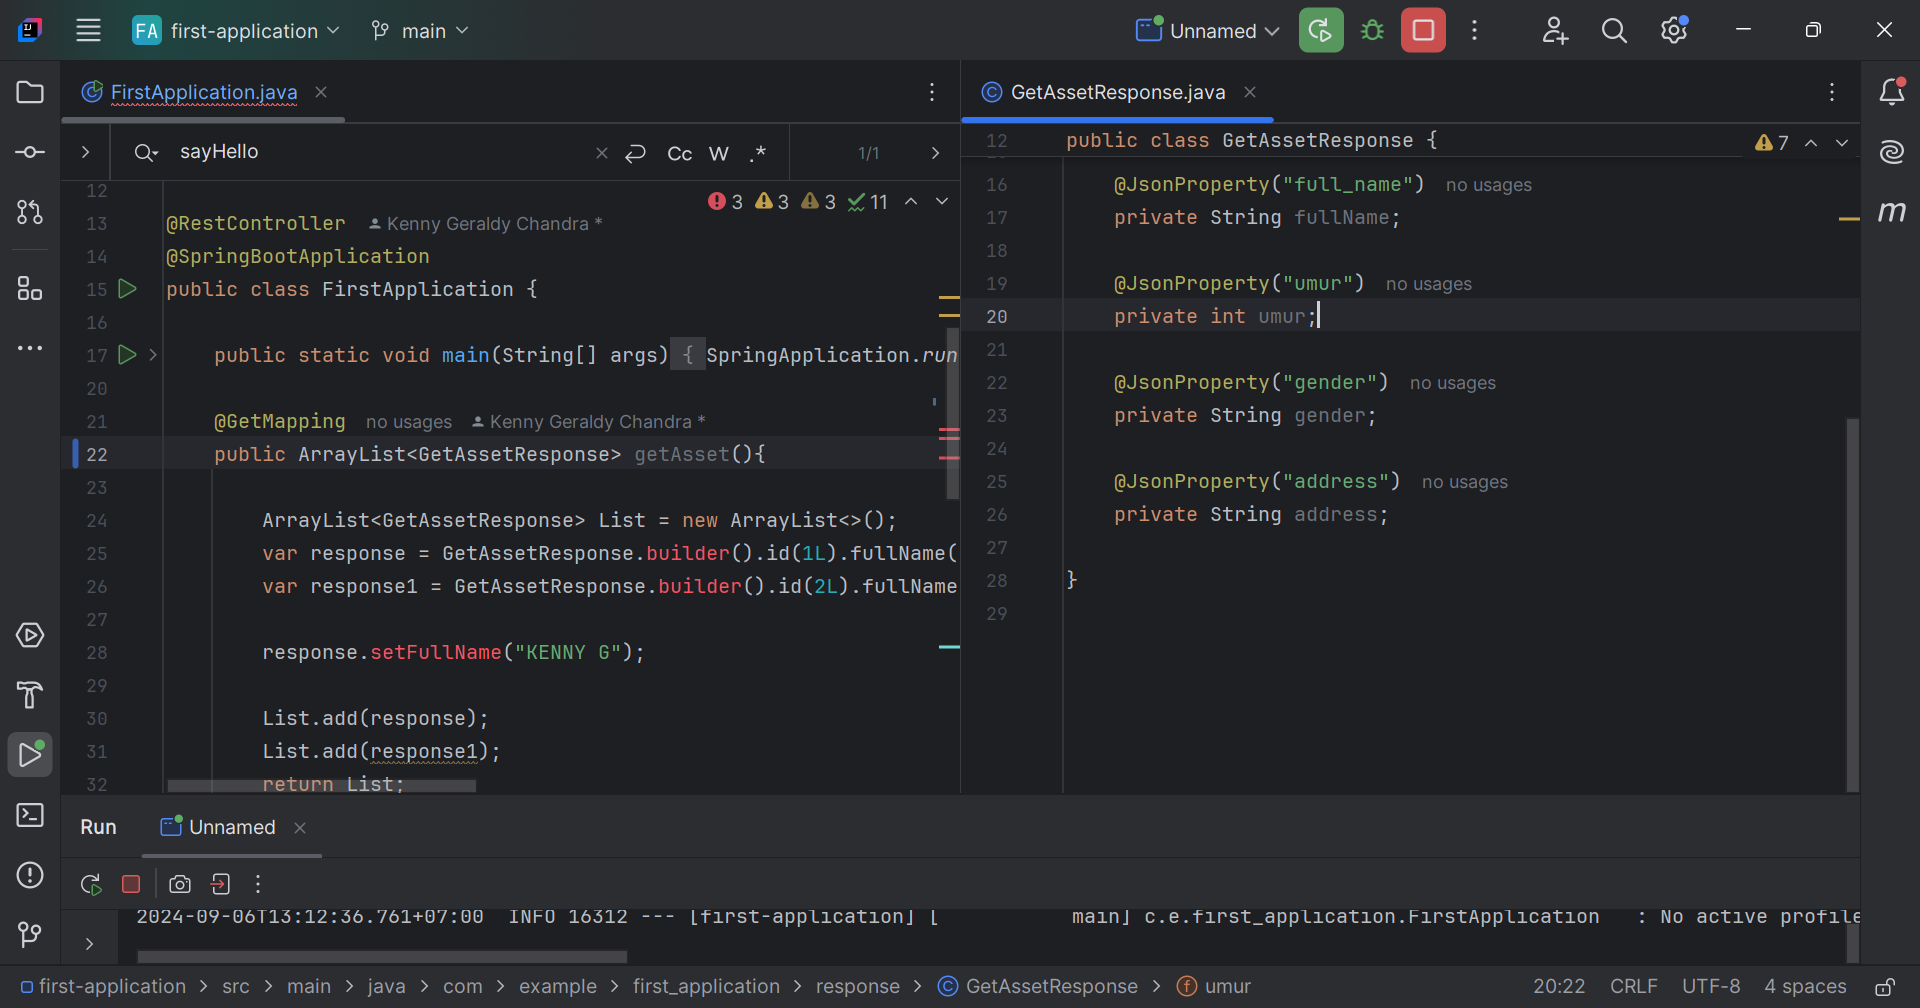 FA first-application main Unnamed
FirstApplication.java
sayHello Cc W .* 1/1
3 3 3 11
12
13 @RestController Kenny Geraldy Chandra *
14 @SpringBootApplication
15 public class FirstApplication {
16
17 public static void main(String[] args) { SpringApplication.run
20
21 @GetMapping no usages Kenny Geraldy Chandra *
22 public ArrayList<GetAssetResponse> getAsset(){
23
24 ArrayList<GetAssetResponse> List = new ArrayList<>();
25 var response = GetAssetResponse.builder().id(1L).fullName(
26 var response1 = GetAssetResponse.builder().id(2L).fullName
27
28 response.setFullName("KENNY G");
29
30 List.add(response);
31 List.add(response1);
32 return List;
GetAssetResponse.java
12 public class GetAssetResponse { 7
16 @JsonProperty("full_name") no usages
17 private String fullName;
18
19 @JsonProperty("umur") no usages
20 private int umur;
21
22 @JsonProperty("gender") no usages
23 private String gender;
24
25 @JsonProperty("address") no usages
26 private String address;
27
28 }
29
m
Run Unnamed
2024-09-06T13:12:36.761+07:00 INFO 16312 --- [first-application] [ main] c.e.first_application.FirstApplication : No active profile
first-application > src > main > java > com > example > first_application > response > GetAssetResponse > umur 20:22 CRLF UTF-8 4 spaces